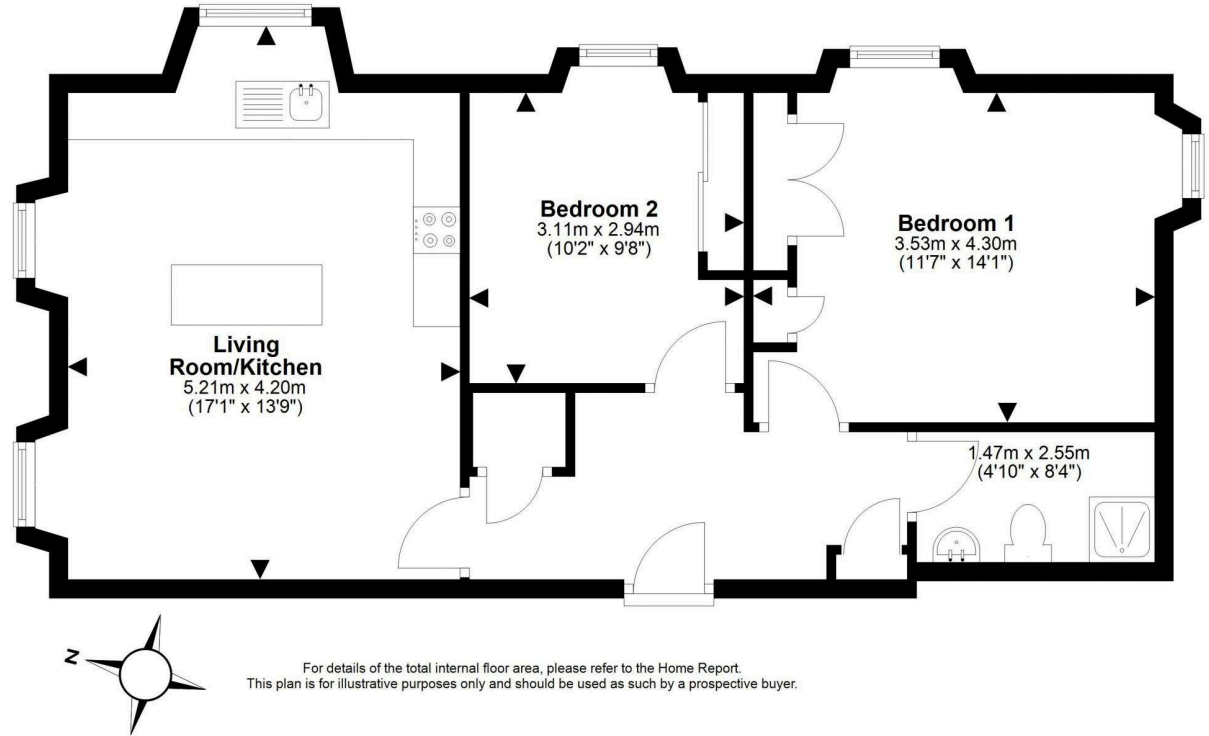 Bedroom 2
3.11m x 2.94m
(10'2" x 9'8")
Bedroom 1
3.53m x 4.30m
(11'7" x 14'1")
Living
Room/Kitchen
5.21m x 4.20m
(17'1" x 13'9")
1.47m x 2.55m
(4'10" x 8'4")
N
For details of the total internal floor area, please refer to the Home Report.
This plan is for illustrative purposes only and should be used as such by a prospective buyer.